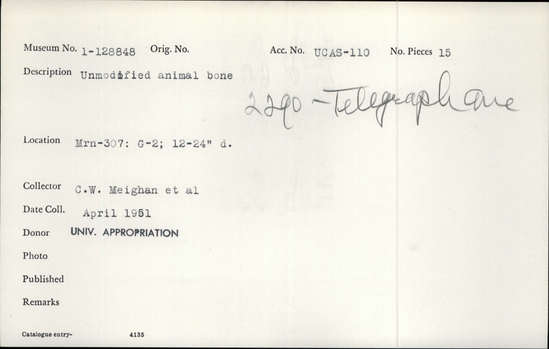 Museum No. 1-128848 Orig. No. Acc. No. UCAS-110 No. Pieces 15
Description Unmodified animal bone
2290 - Telegraph Ave
Location Mrn-307: G-2; 12-24" d.
Collector C.W. Meighan et al
Date Coll. April 1951
Donor UNIV. APPROPRIATION
Photo
Published
Remarks
Catalogue entry- 4135